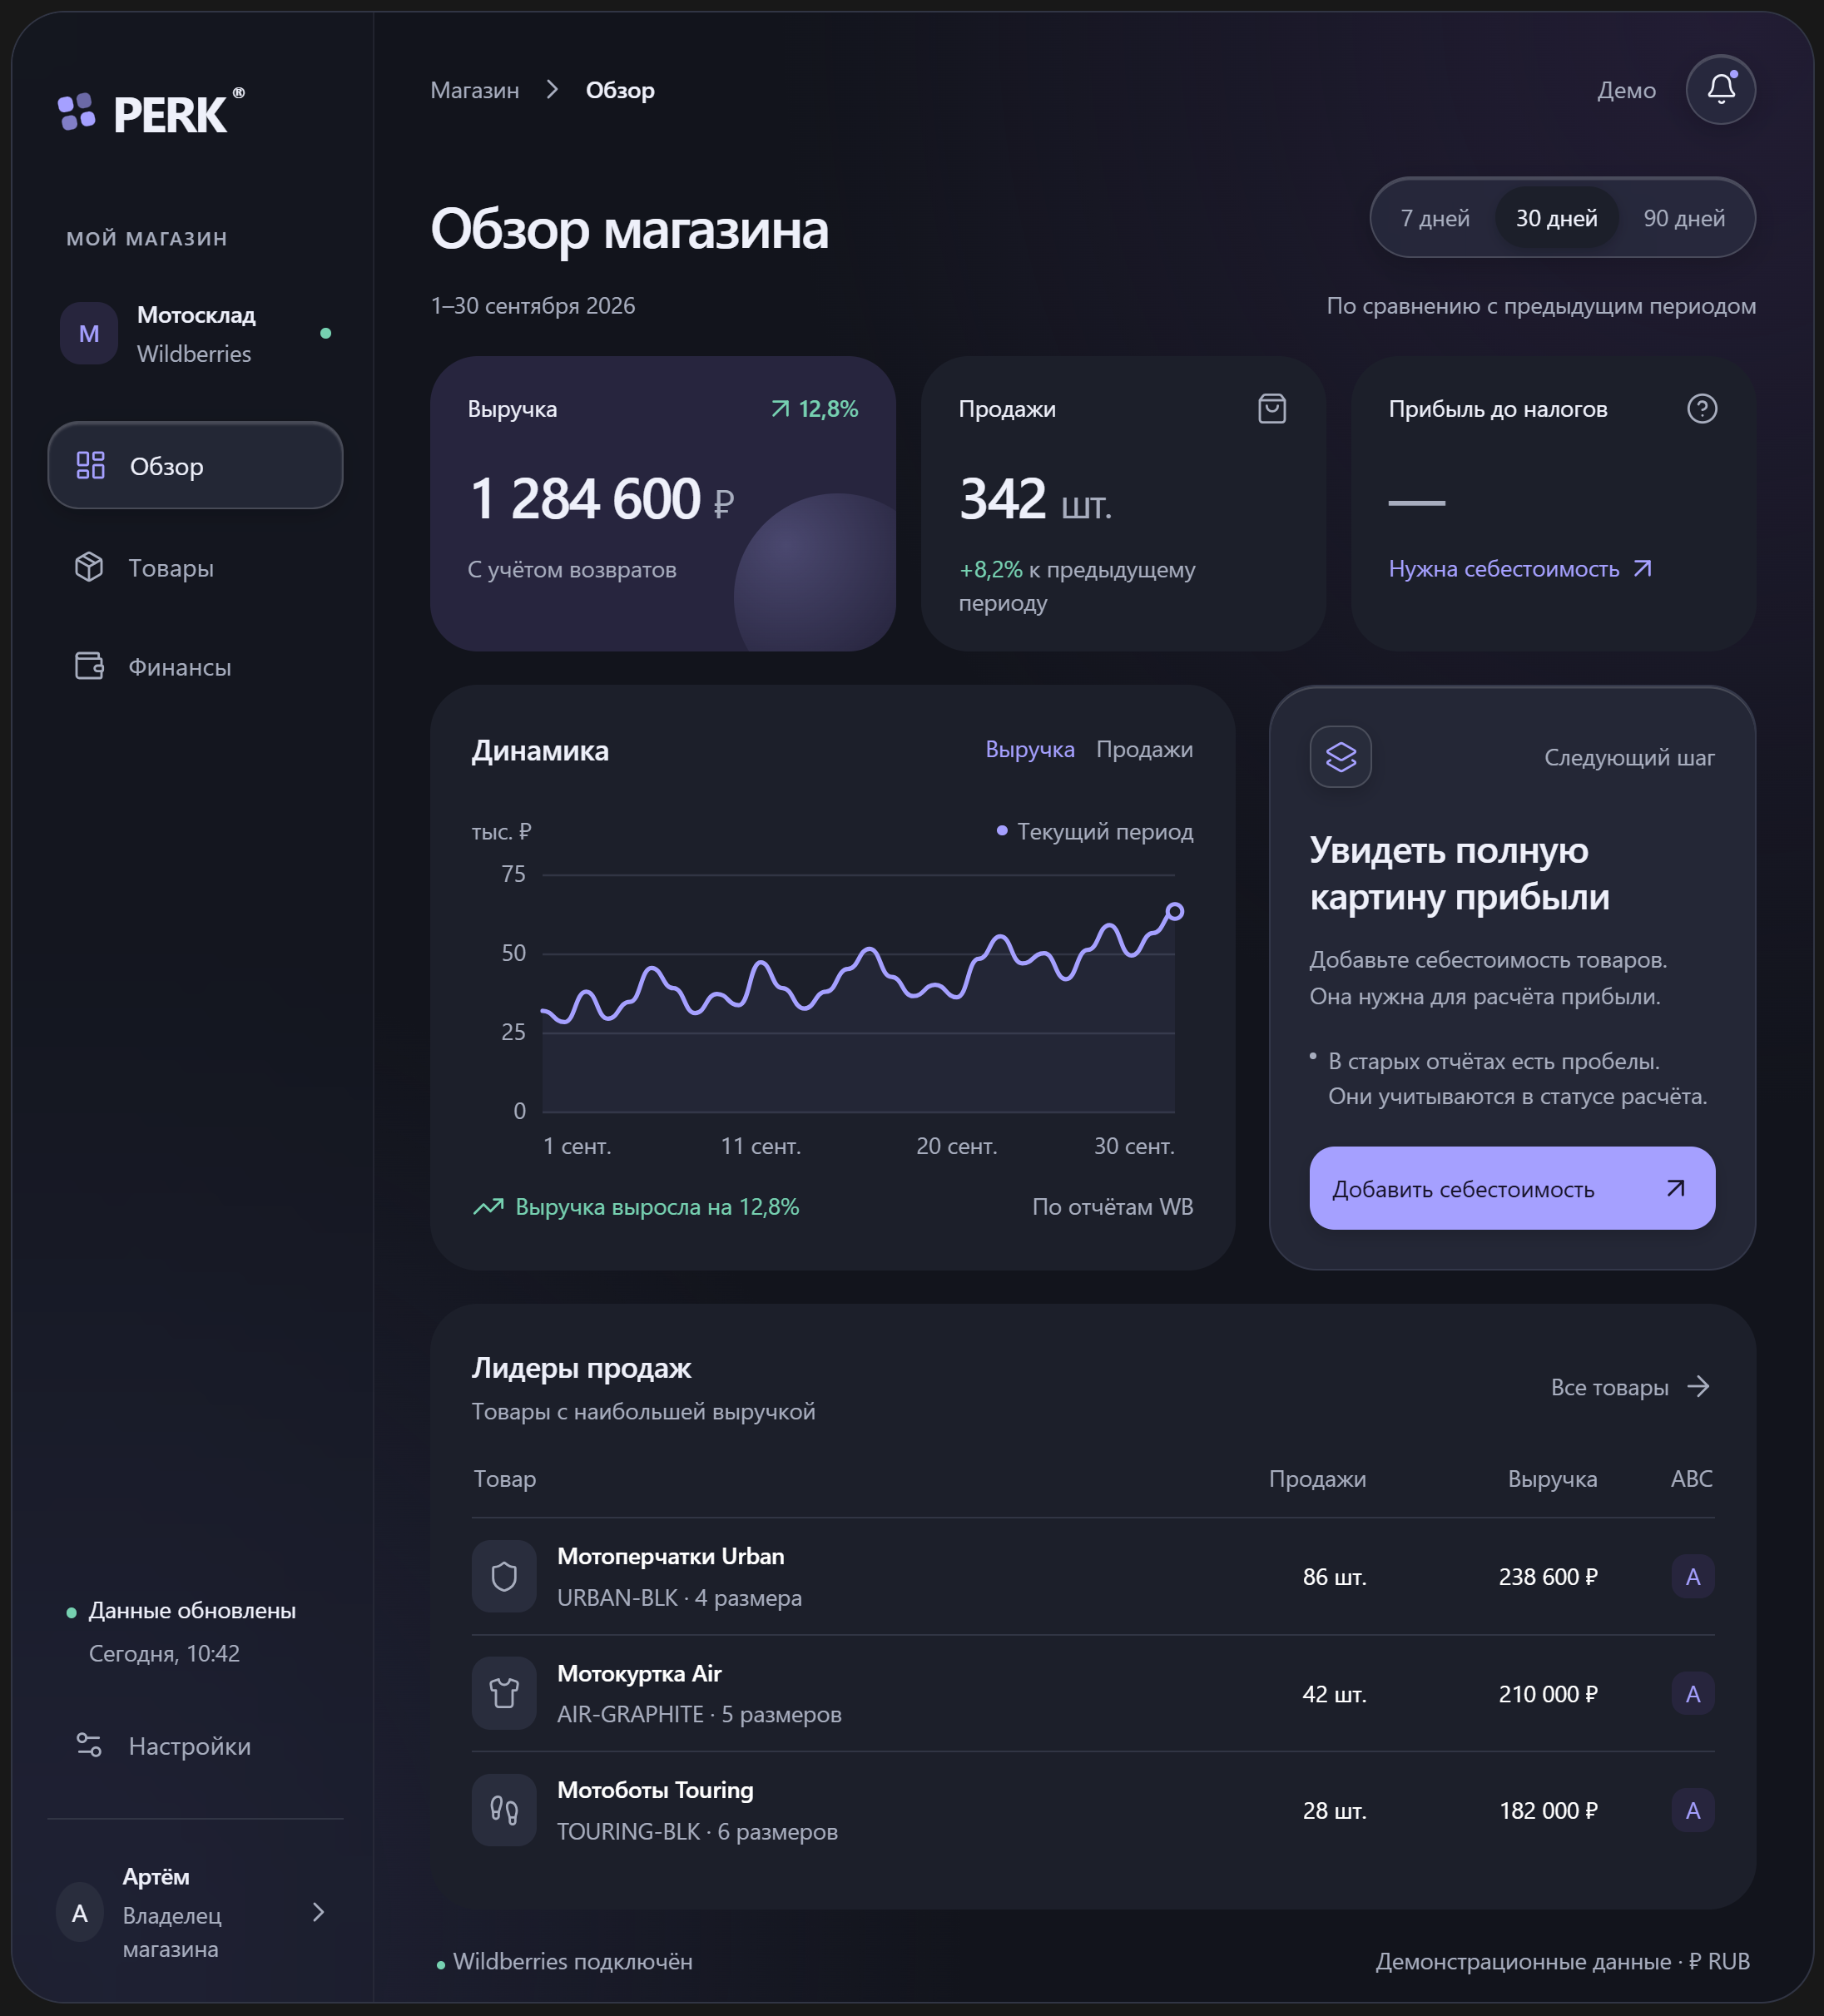 PERK®
МОЙ МАГАЗИН
М
Мотосклад
Wildberries
Обзор
Товары
Финансы
Данные обновлены
Сегодня, 10:42
Настройки
А
Артём
Владелец
магазина
Магазин
Обзор
Демо
Обзор магазина
7 дней
30 дней
90 дней
1–30 сентября 2026
По сравнению с предыдущим периодом
Выручка
12,8%
1 284 600 ₽
С учётом возвратов
Продажи
342 шт.
+8,2% к предыдущему
периоду
Прибыль до налогов
—
Нужна себестоимость
Динамика
Выручка
Продажи
тыс. ₽
Текущий период
75
50
25
0
1 сент.
11 сент.
20 сент.
30 сент.
Выручка выросла на 12,8%
По отчётам WB
Следующий шаг
Увидеть полную
картину прибыли
Добавьте себестоимость товаров.
Она нужна для расчёта прибыли.
В старых отчётах есть пробелы.
Они учитываются в статусе расчёта.
Добавить себестоимость
Лидеры продаж
Товары с наибольшей выручкой
Все товары
Товар
Продажи
Выручка
ABC
Мотоперчатки Urban
URBAN-BLK · 4 размера
86 шт.
238 600 ₽
A
Мотокуртка Air
AIR-GRAPHITE · 5 размеров
42 шт.
210 000 ₽
A
Мотоботы Touring
TOURING-BLK · 6 размеров
28 шт.
182 000 ₽
A
Wildberries подключён
Демонстрационные данные · ₽ RUB